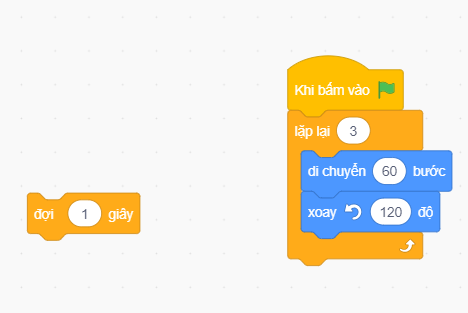 Khi bấm vào
lặp lại 3
di chuyển 60 bước
xoay 120 độ
đợi 1 giây